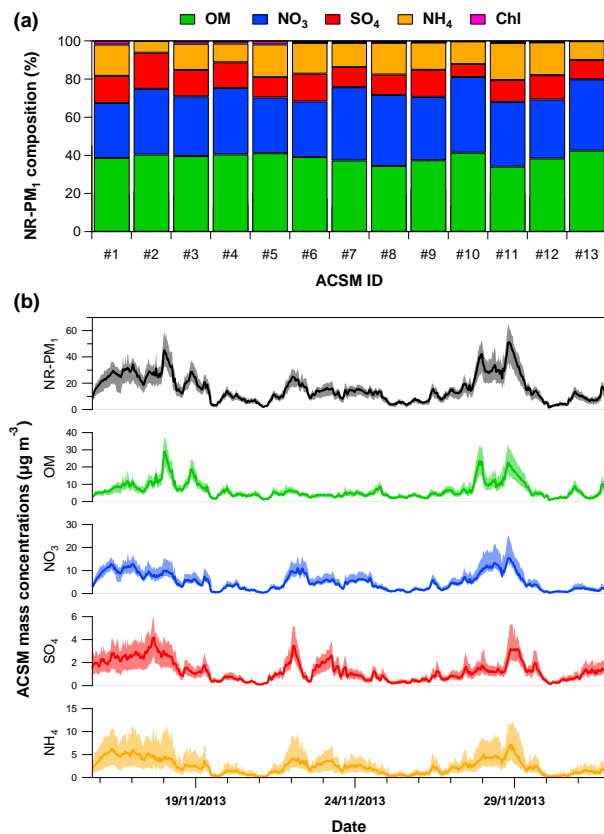 (a)
OM NO3 SO4 NH4 Chl
NR-PM1 composition (%)
100
80
60
40
20
0
#1 #2 #3 #4 #5 #6 #7 #8 #9 #10 #11 #12 #13
ACSM ID
(b)
ACSM mass concentrations (µg m-3)
NR-PM1
60
40
20
0
OM
40
30
20
10
0
NO3
30
20
10
0
SO4
6
4
2
0
NH4
15
10
5
0
19/11/2013 24/11/2013 29/11/2013
Date